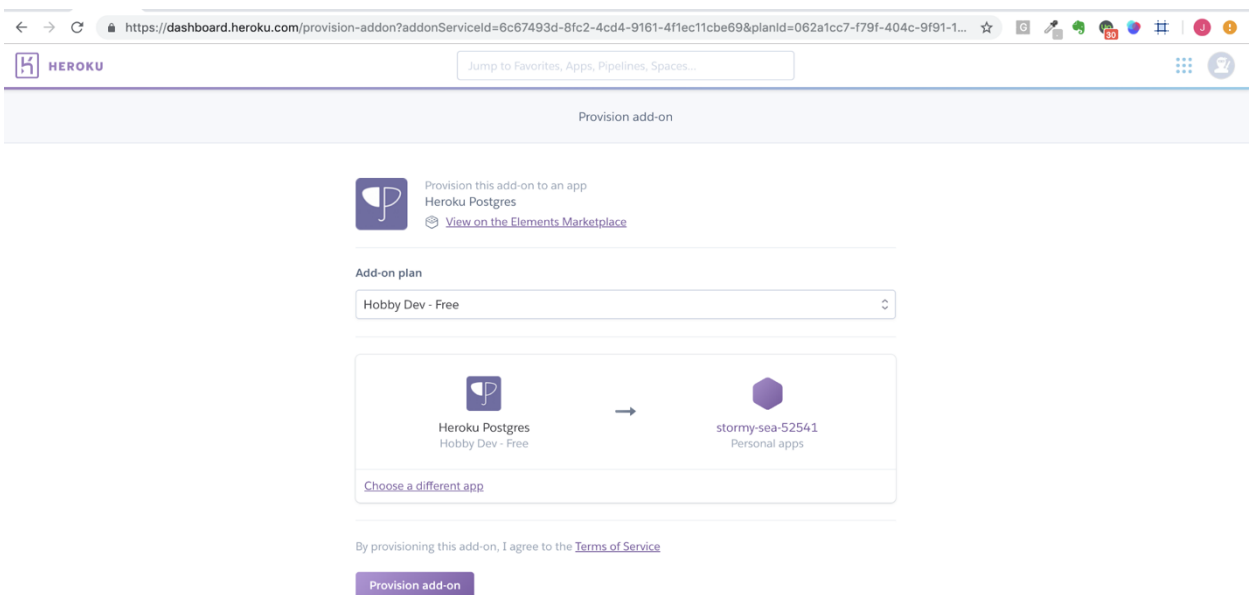 https://dashboard.heroku.com/provision-addon?addonServiceId=6c67493d-8fc2-4cd4-9161-4f1ec11cbe69&planId=062a1cc7-f79f-404c-9f91-1...
G
30
J
HEROKU
Jump to Favorites, Apps, Pipelines, Spaces...
Provision add-on
Provision this add-on to an app
Heroku Postgres
View on the Elements Marketplace
Add-on plan
Hobby Dev - Free
Heroku Postgres
Hobby Dev - Free
stormy-sea-52541
Personal apps
Choose a different app
By provisioning this add-on, I agree to the Terms of Service
Provision add-on